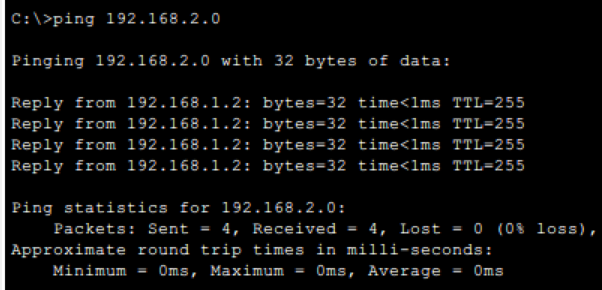 C:\>ping 192.168.2.0
Pinging 192.168.2.0 with 32 bytes of data:
Reply from 192.168.1.2: bytes=32 time<1ms TTL=255
Reply from 192.168.1.2: bytes=32 time<1ms TTL=255
Reply from 192.168.1.2: bytes=32 time<1ms TTL=255
Reply from 192.168.1.2: bytes=32 time<1ms TTL=255
Ping statistics for 192.168.2.0:
Packets: Sent = 4, Received = 4, Lost = 0 (0% loss),
Approximate round trip times in milli-seconds:
Minimum = 0ms, Maximum = 0ms, Average = 0ms